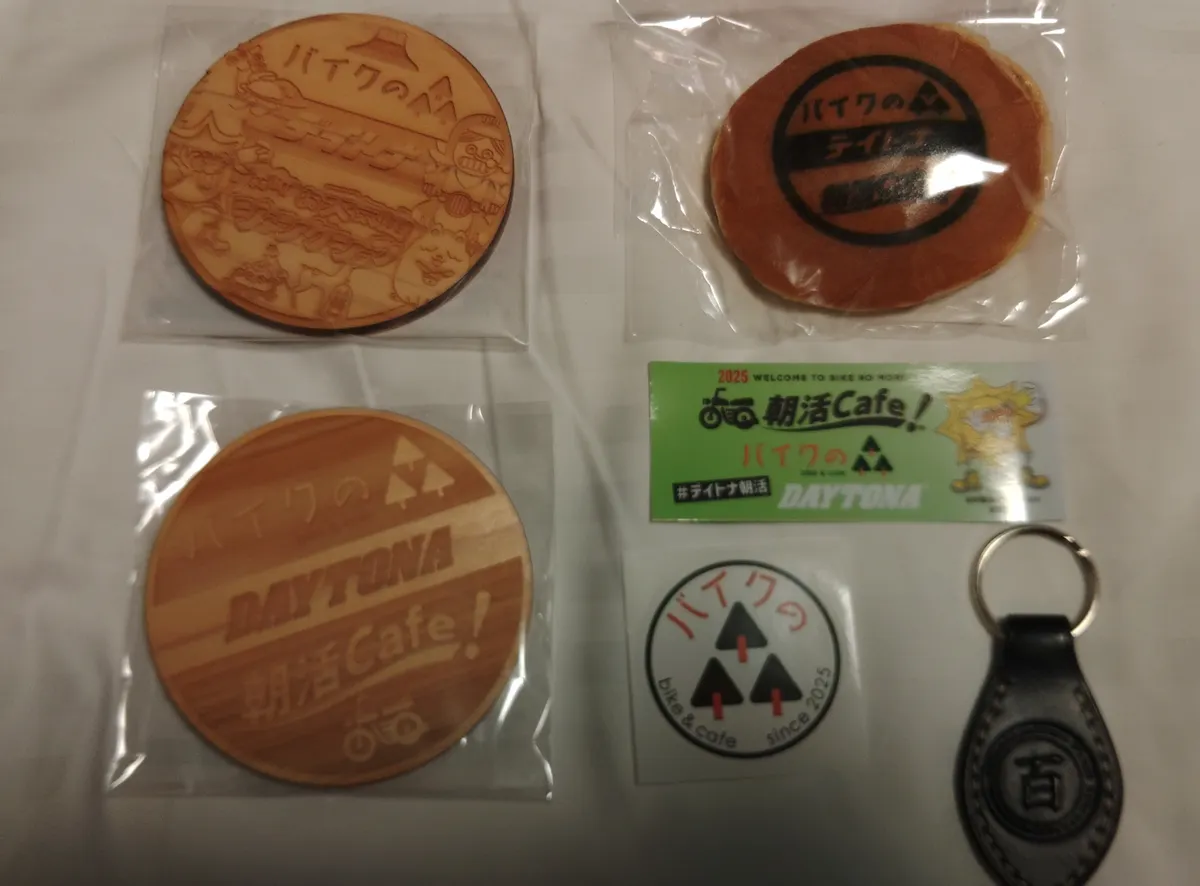 バイクの
バイクの
デイトナ
2025 WELCOME TO BIKE NO MORI
朝活Cafe!
バイクの
#デイトナ朝活 DAYTONA
バイクの
DAYTONA
朝活Cafe!
バイクの
bike & cafe since 2025
百